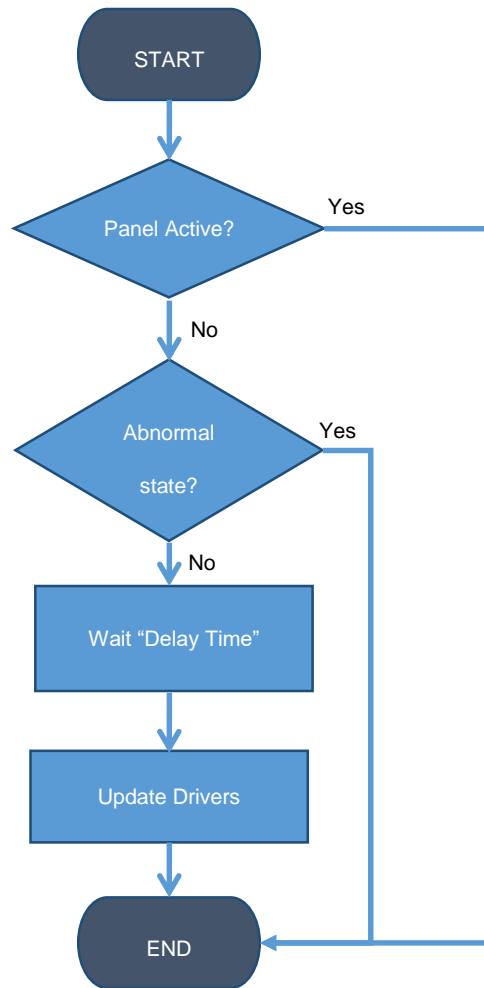 START
Panel Active?
Yes
No
Abnormal
state?
Yes
No
Wait “Delay Time”
Update Drivers
END